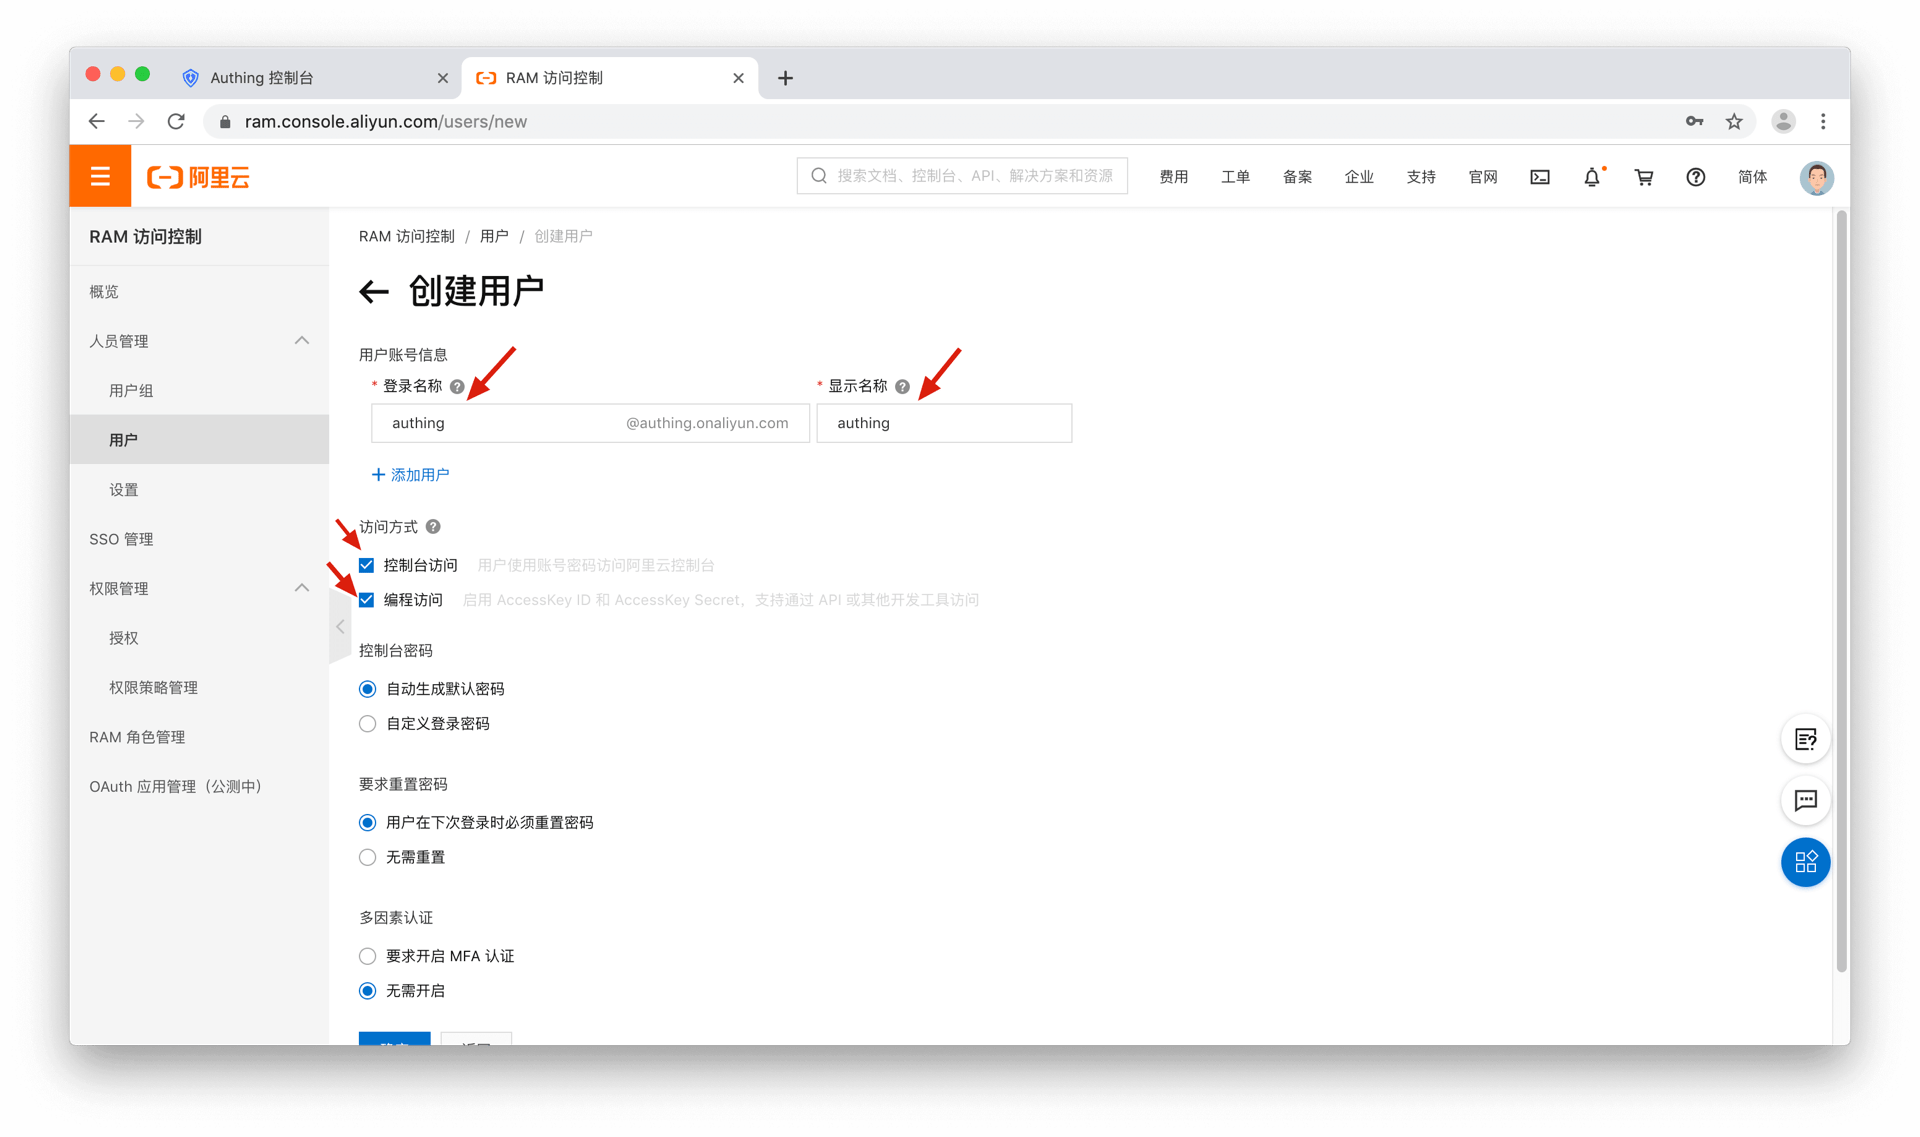 Authing 控制台
RAM 访问控制
ram.console.aliyun.com/users/new
阿里云
搜索文档、控制台、API、解决方案和资源
费用
工单
备案
企业
支持
官网
简体
RAM 访问控制
概览
人员管理
用户组
用户
设置
SSO 管理
权限管理
授权
权限策略管理
RAM 角色管理
OAuth 应用管理（公测中）
RAM 访问控制 / 用户 / 创建用户
← 创建用户
用户账号信息
* 登录名称
* 显示名称
authing
@authing.onaliyun.com
authing
+ 添加用户
访问方式
控制台访问 用户使用账号密码访问阿里云控制台
编程访问 启用 AccessKey ID 和 AccessKey Secret，支持通过 API 或其他开发工具访问
控制台密码
自动生成默认密码
自定义登录密码
要求重置密码
用户在下次登录时必须重置密码
无需重置
多因素认证
要求开启 MFA 认证
无需开启